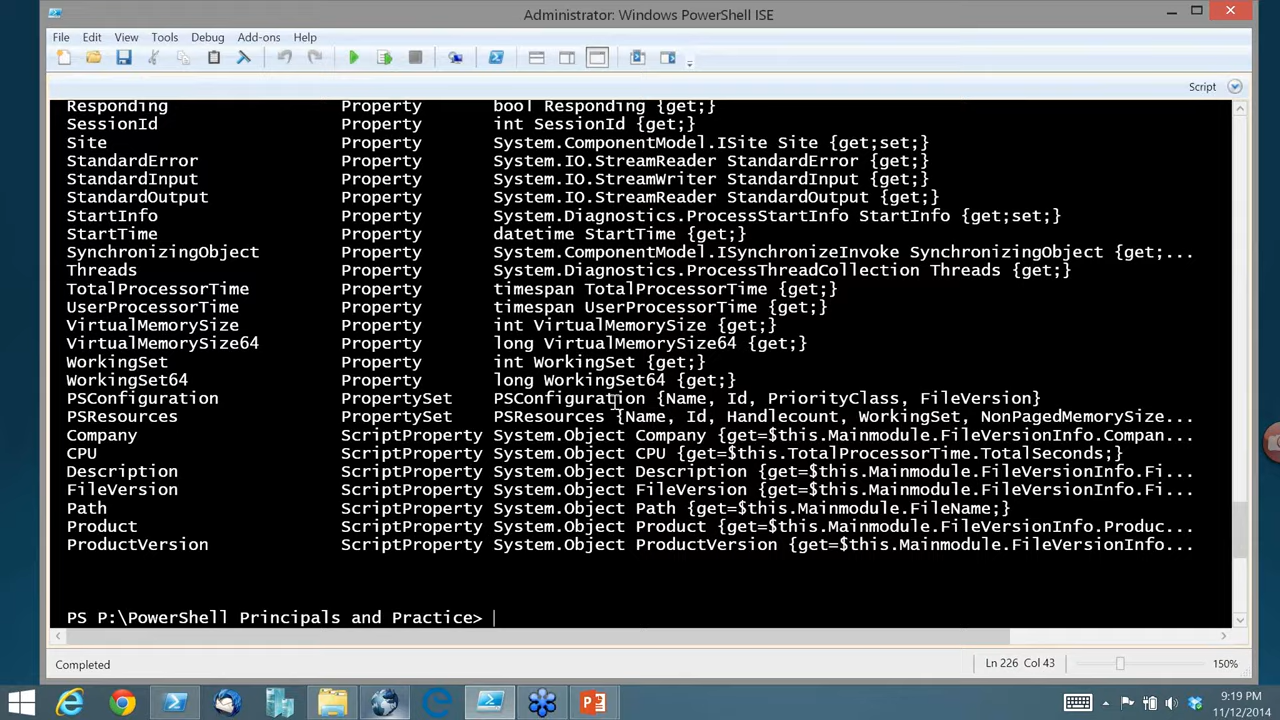 Administrator: Windows PowerShell ISE
File Edit View Tools Debug Add-ons Help
Script
Responding Property bool Responding {get;}
SessionId Property int SessionId {get;}
Site Property System.ComponentModel.ISite Site {get;set;}
StandardError Property System.IO.StreamReader StandardError {get;}
StandardInput Property System.IO.StreamWriter StandardInput {get;}
StandardOutput Property System.IO.StreamReader StandardOutput {get;}
StartInfo Property System.Diagnostics.ProcessStartInfo StartInfo {get;set;}
StartTime Property datetime StartTime {get;}
SynchronizingObject Property System.ComponentModel.ISynchronizeInvoke SynchronizingObject {get;...
Threads Property System.Diagnostics.ProcessThreadCollection Threads {get;}
TotalProcessorTime Property timespan TotalProcessorTime {get;}
UserProcessorTime Property timespan UserProcessorTime {get;}
VirtualMemorySize Property int VirtualMemorySize {get;}
VirtualMemorySize64 Property long VirtualMemorySize64 {get;}
WorkingSet Property int WorkingSet {get;}
WorkingSet64 Property long WorkingSet64 {get;}
PSConfiguration PropertySet PSConfiguration {Name, Id, PriorityClass, FileVersion}
PSResources PropertySet PSResources {Name, Id, Handlecount, WorkingSet, NonPagedMemorySize...
Company ScriptProperty System.Object Company {get=$this.Mainmodule.FileVersionInfo.Compan...
CPU ScriptProperty System.Object CPU {get=$this.TotalProcessorTime.TotalSeconds;}
Description ScriptProperty System.Object Description {get=$this.Mainmodule.FileVersionInfo.Fi...
FileVersion ScriptProperty System.Object FileVersion {get=$this.Mainmodule.FileVersionInfo.Fi...
Path ScriptProperty System.Object Path {get=$this.Mainmodule.FileName;}
Product ScriptProperty System.Object Product {get=$this.Mainmodule.FileVersionInfo.Produc...
ProductVersion ScriptProperty System.Object ProductVersion {get=$this.Mainmodule.FileVersionInfo...
PS P:\PowerShell Principals and Practice>
Completed Ln 226 Col 43 150%
9:19 PM
11/12/2014